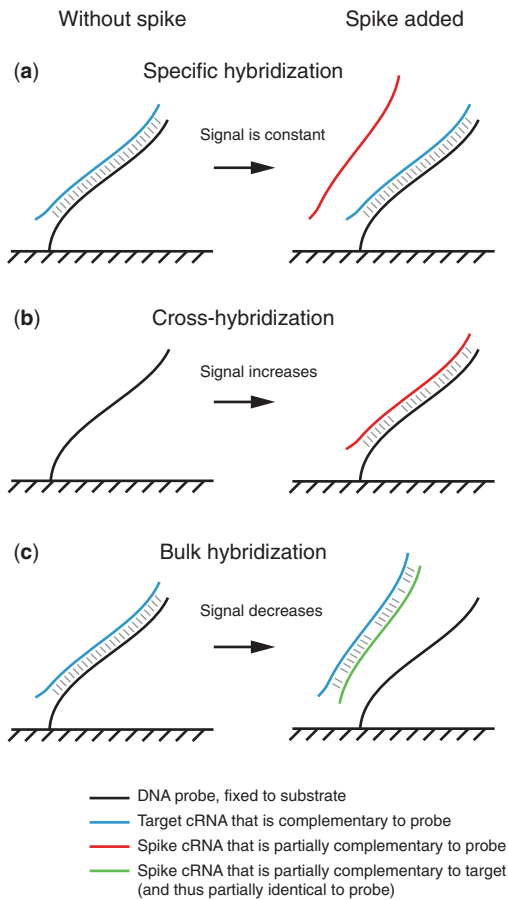 Without spike
Spike added
(a)
Specific hybridization
Signal is constant
(b)
Cross-hybridization
Signal increases
(c)
Bulk hybridization
Signal decreases
DNA probe, fixed to substrate
Target cRNA that is complementary to probe
Spike cRNA that is partially complementary to probe
Spike cRNA that is partially complementary to target
(and thus partially identical to probe)